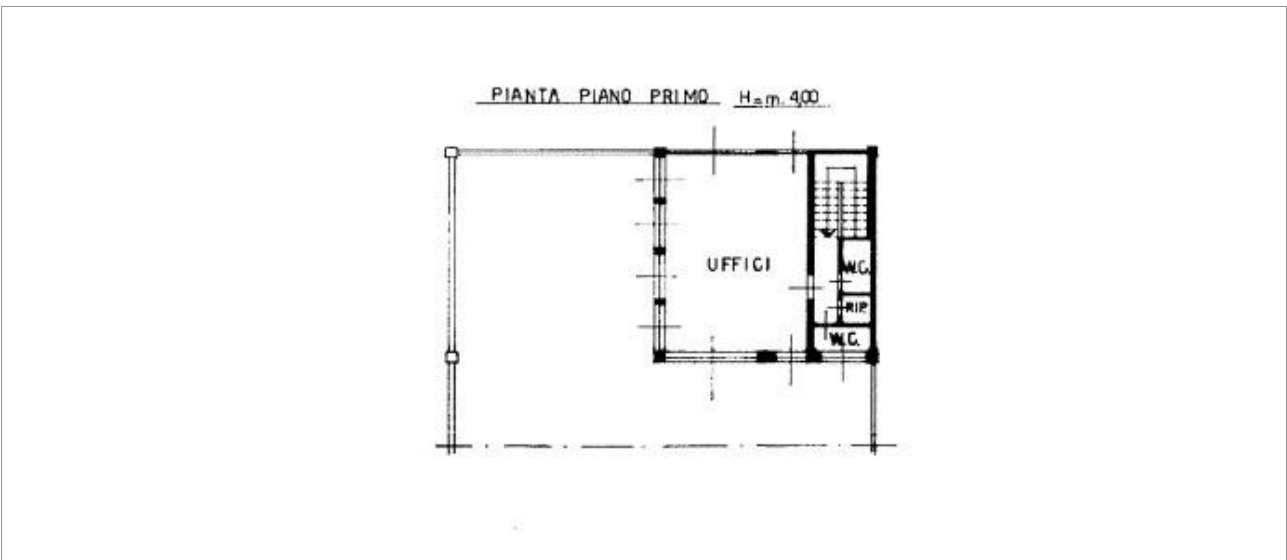 PIANTA PIANO PRIMO H=m. 4,00
UFFICI
W.C.
RIP.
W.C.